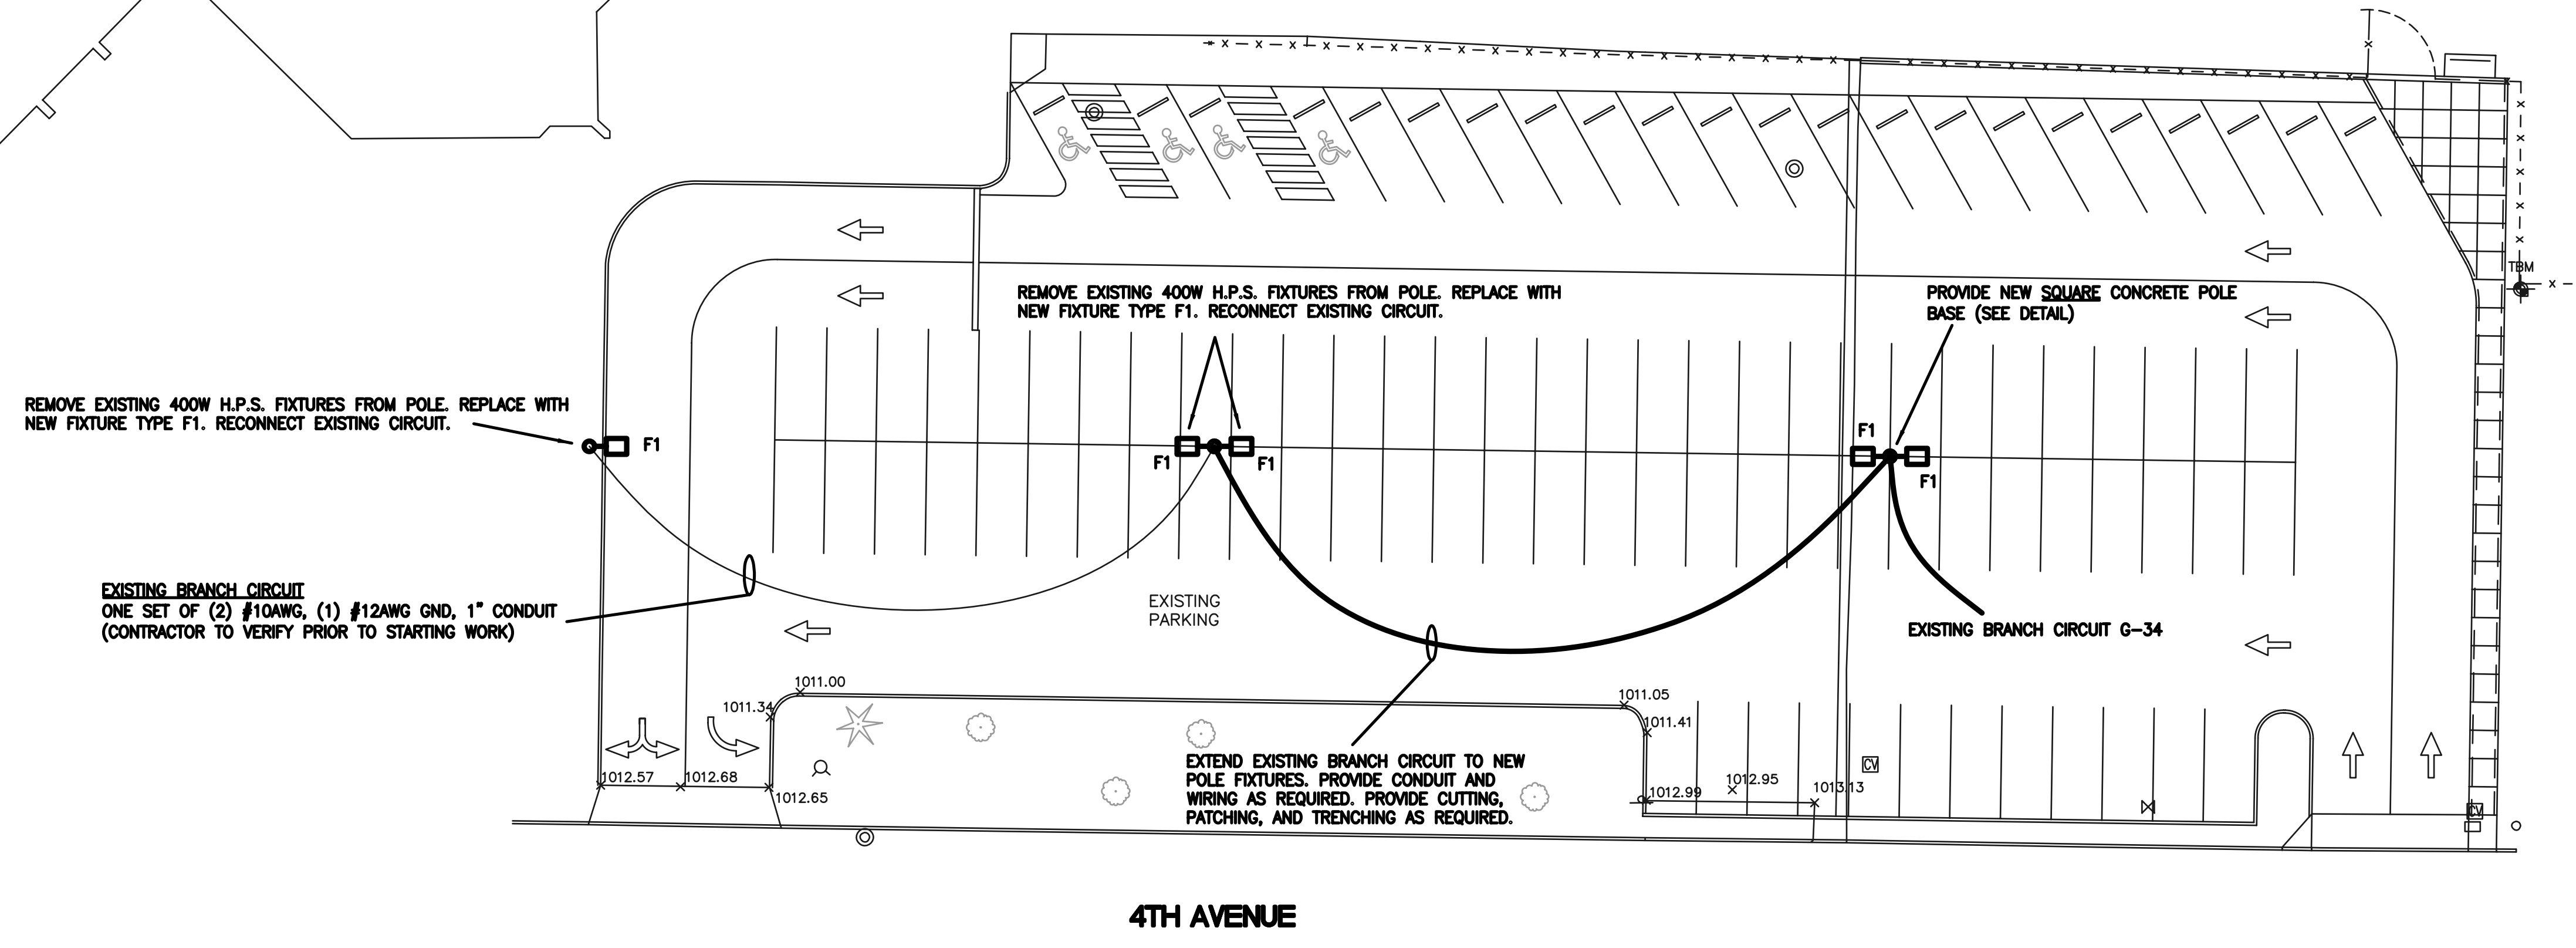 TBM
REMOVE EXISTING 400W H.P.S. FIXTURES FROM POLE. REPLACE WITH
NEW FIXTURE TYPE F1. RECONNECT EXISTING CIRCUIT.
PROVIDE NEW SQUARE CONCRETE POLE
BASE (SEE DETAIL)
REMOVE EXISTING 400W H.P.S. FIXTURES FROM POLE. REPLACE WITH
NEW FIXTURE TYPE F1. RECONNECT EXISTING CIRCUIT.
F1
F1
F1
F1
F1
EXISTING BRANCH CIRCUIT
ONE SET OF (2) #10AWG, (1) #12AWG GND, 1" CONDUIT
(CONTRACTOR TO VERIFY PRIOR TO STARTING WORK)
EXISTING
PARKING
EXISTING BRANCH CIRCUIT G-34
1011.00
1011.34
1011.05
1011.41
1012.57
1012.68
1012.65
EXTEND EXISTING BRANCH CIRCUIT TO NEW
POLE FIXTURES. PROVIDE CONDUIT AND
WIRING AS REQUIRED. PROVIDE CUTTING,
PATCHING, AND TRENCHING AS REQUIRED.
1012.99
1012.95
1013.13
CV
CV
4TH AVENUE